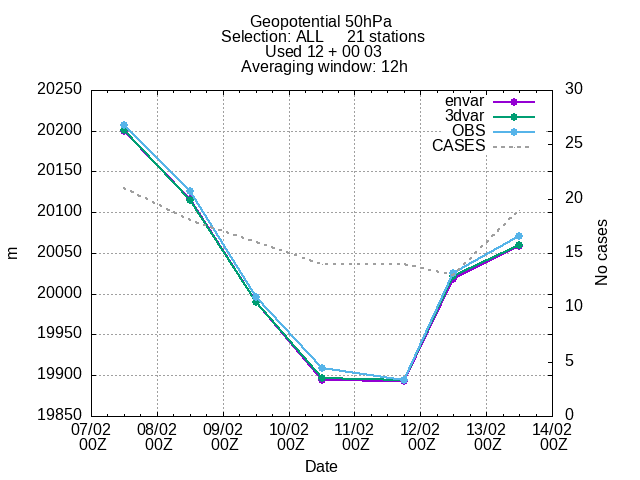 Geopotential 50hPa
Selection: ALL 21 stations
Used 12 + 00 03
Averaging window: 12h
20250
20200
20150
20100
20050
20000
19950
19900
19850
m
30
25
20
15
10
5
0
No cases
envar
3dvar
OBS
CASES
07/02 08/02 09/02 10/02 11/02 12/02 13/02 14/02
00Z 00Z 00Z 00Z 00Z 00Z 00Z 00Z
Date